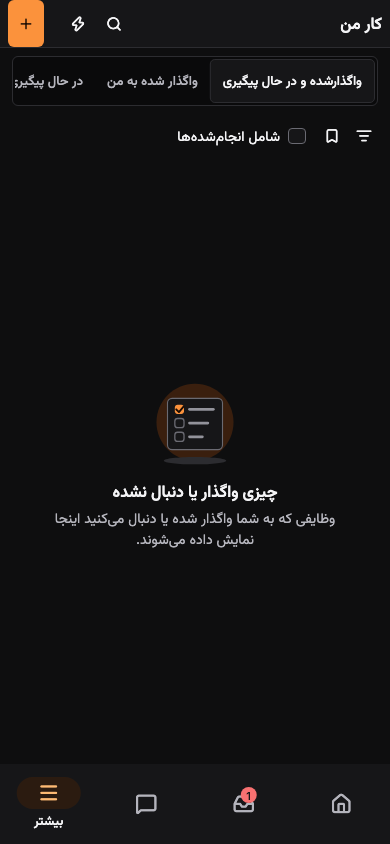 کار من
واگذارشده و در حال پیگیری
واگذار شده به من
در حال پیگیری
شامل انجام‌شده‌ها
چیزی واگذار یا دنبال نشده
وظایفی که به شما واگذار شده یا دنبال می‌کنید اینجا
نمایش داده می‌شوند.
1
بیشتر